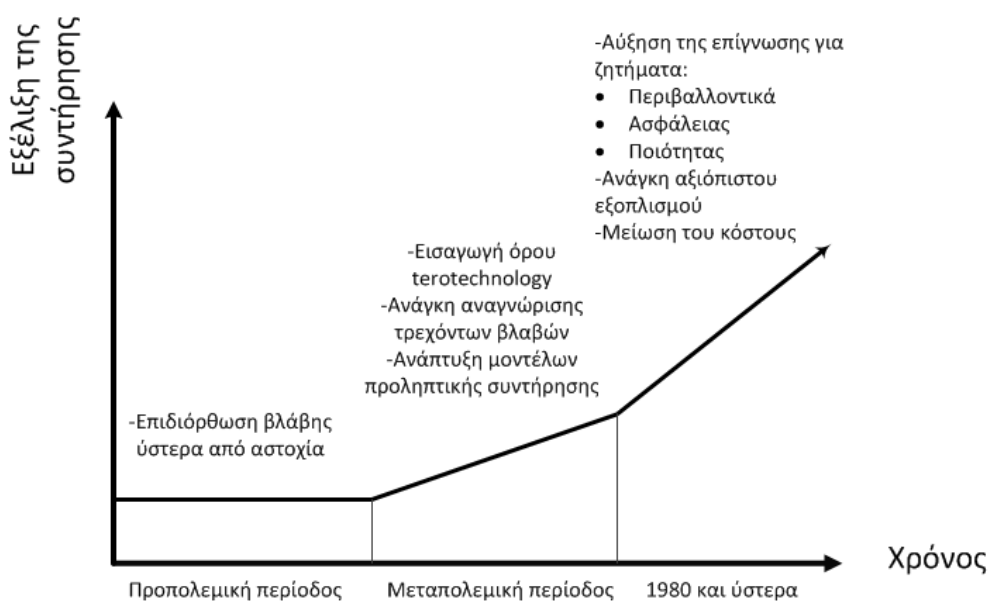 Εξέλιξη της
συντήρησης
-Αύξηση της επίγνωσης για
ζητήματα:
• Περιβαλλοντικά
• Ασφάλειας
• Ποιότητας
-Ανάγκη αξιόπιστου
εξοπλισμού
-Μείωση του κόστους
-Εισαγωγή όρου
terotechnology
-Ανάγκη αναγνώρισης
τρεχόντων βλαβών
-Ανάπτυξη μοντέλων
προληπτικής συντήρησης
-Επιδιόρθωση βλάβης
ύστερα από αστοχία
Χρόνος
Προπολεμική περίοδος
Μεταπολεμική περίοδος
1980 και ύστερα